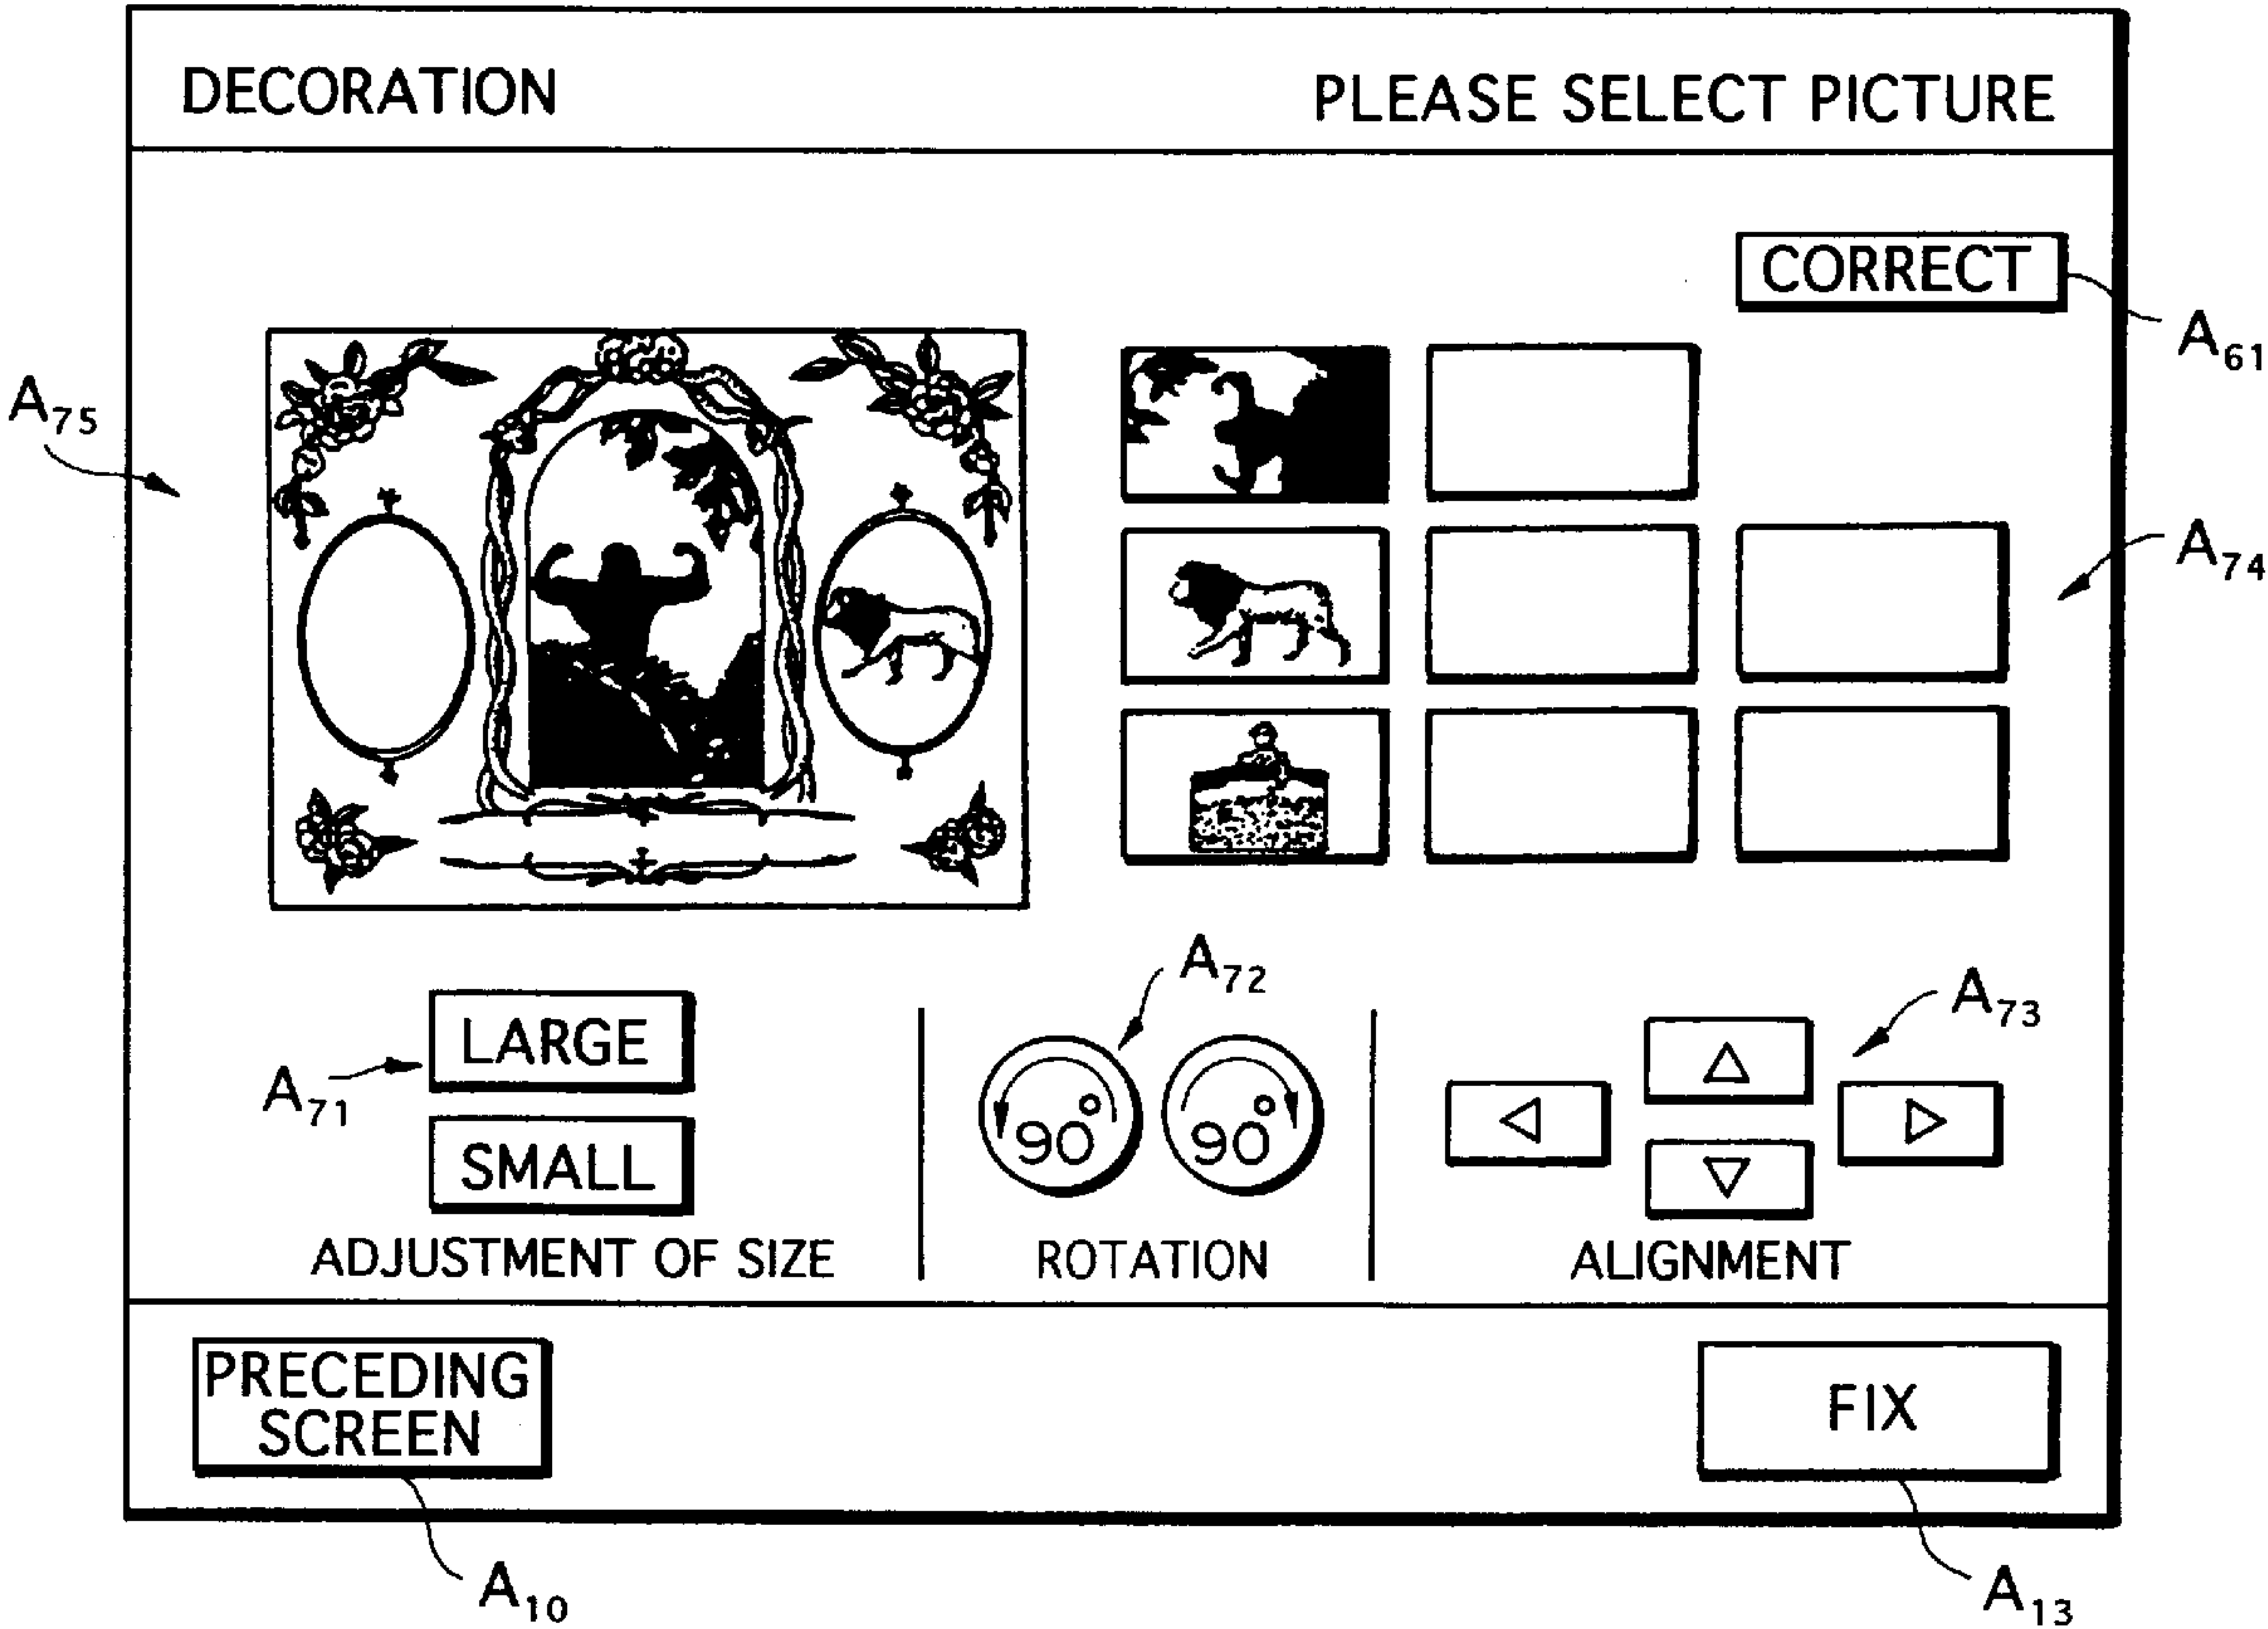 DECORATION
PLEASE SELECT PICTURE
CORRECT
A61
A75
A74
A72
A73
LARGE
A71
90°
90°
SMALL
ADJUSTMENT OF SIZE
ROTATION
ALIGNMENT
PRECEDING
SCREEN
FIX
A10
A13